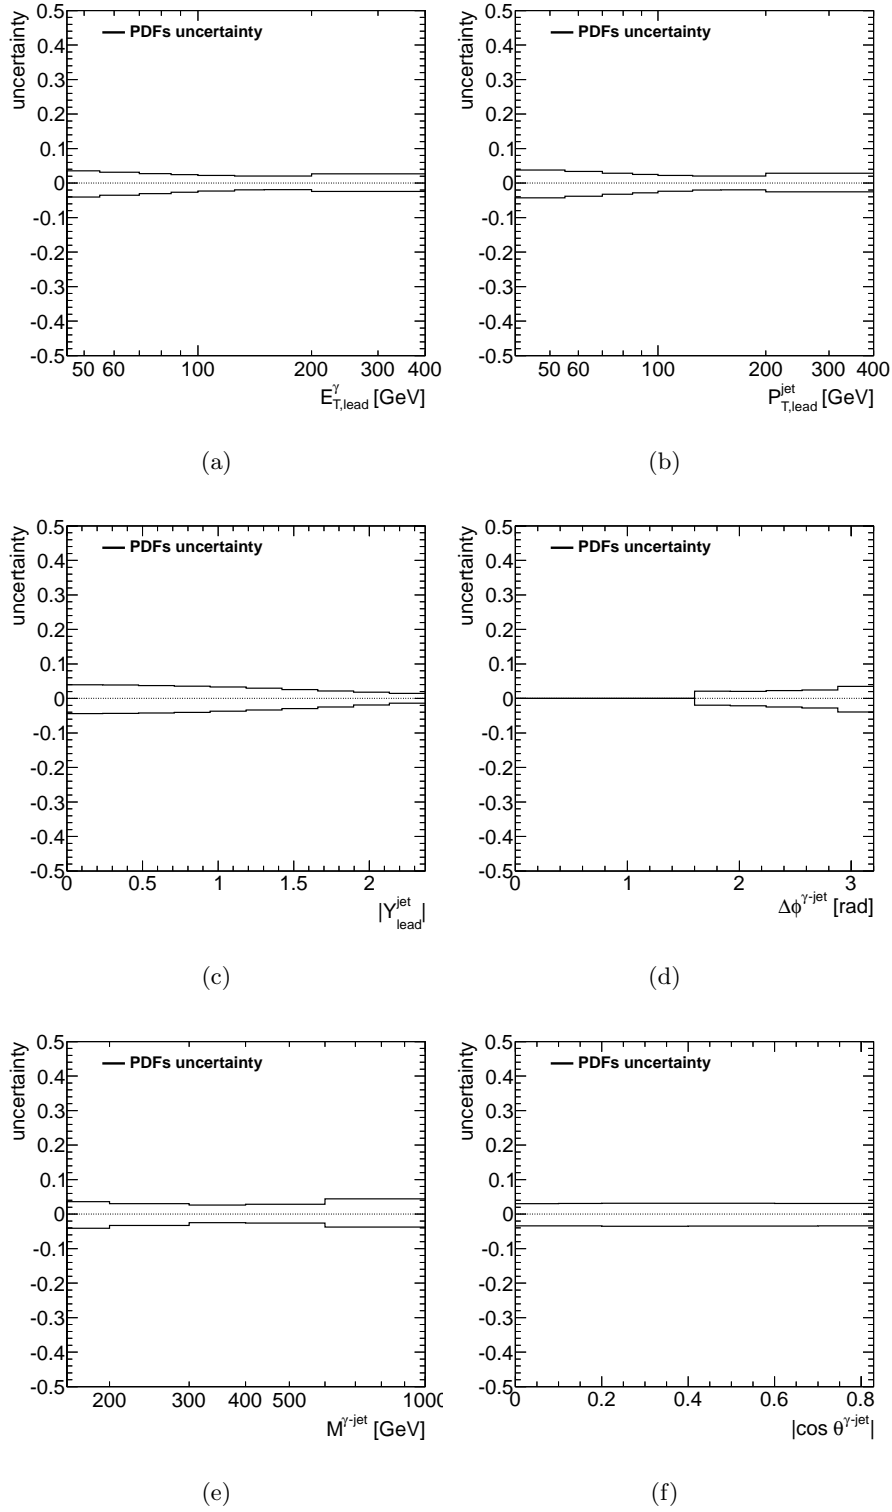 uncertainty
PDFs uncertainty
0.5
0.4
0.3
0.2
0.1
0
-0.1
-0.2
-0.3
-0.4
-0.5
50 60 100 200 300 400
E^γ_T,lead [GeV]
(a)
uncertainty
PDFs uncertainty
0.5
0.4
0.3
0.2
0.1
0
-0.1
-0.2
-0.3
-0.4
-0.5
50 60 100 200 300 400
P^jet_T,lead [GeV]
(b)
uncertainty
PDFs uncertainty
0.5
0.4
0.3
0.2
0.1
0
-0.1
-0.2
-0.3
-0.4
-0.5
0 0.5 1 1.5 2
|Y^jet_lead|
(c)
uncertainty
PDFs uncertainty
0.5
0.4
0.3
0.2
0.1
0
-0.1
-0.2
-0.3
-0.4
-0.5
0 1 2 3
Δϕ^γ-jet [rad]
(d)
uncertainty
PDFs uncertainty
0.5
0.4
0.3
0.2
0.1
0
-0.1
-0.2
-0.3
-0.4
-0.5
200 300 400 500 1000
M^γ-jet [GeV]
(e)
uncertainty
PDFs uncertainty
0.5
0.4
0.3
0.2
0.1
0
-0.1
-0.2
-0.3
-0.4
-0.5
0 0.2 0.4 0.6 0.8
|cos θ^γ-jet|
(f)